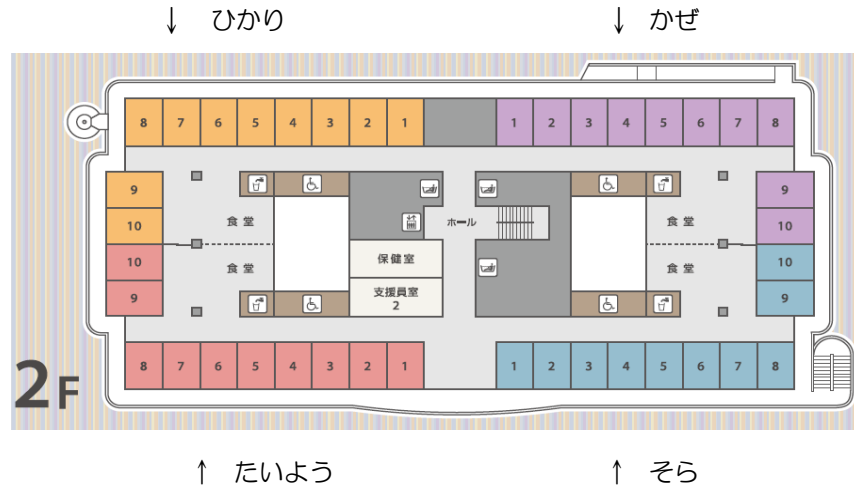 ↓ ひかり ↓ かぜ
8 7 6 5 4 3 2 1 1 2 3 4 5 6 7 8
9 9
10 食堂 ホール 食堂 10
10 食堂 保健室 食堂 10
9 支援員室 9
2
8 7 6 5 4 3 2 1 1 2 3 4 5 6 7 8
2F
↑ たいよう ↑ そら